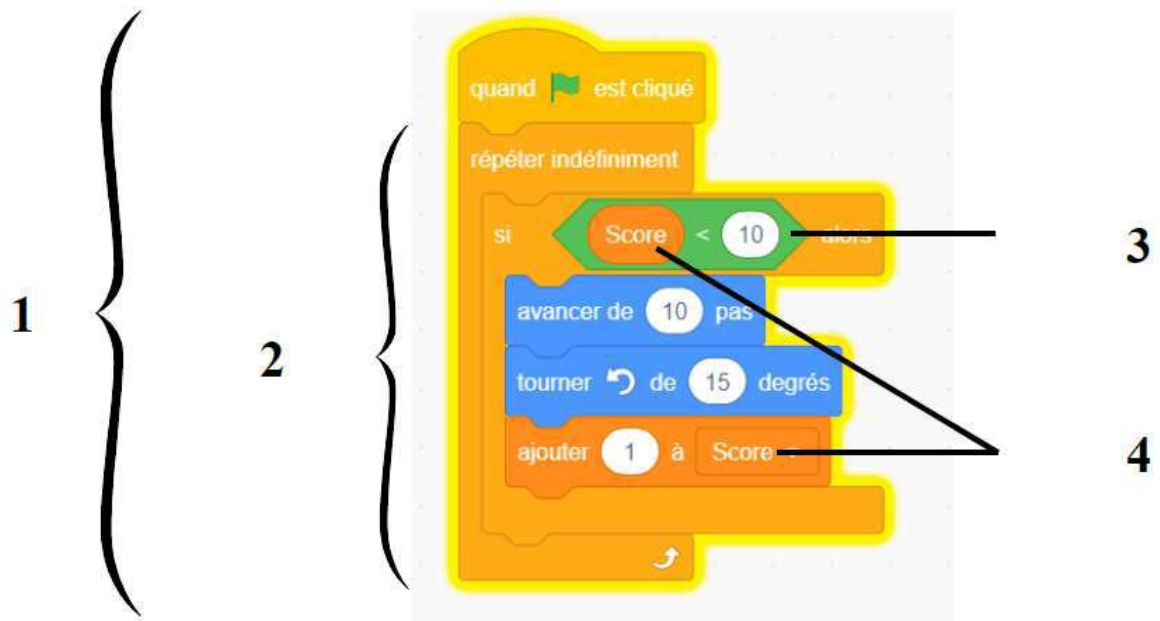 quand est cliqué
répéter indéfiniment
si Score < 10 alors
3
avancer de 10 pas
1
2
tourner de 15 degrés
ajouter 1 à Score
4